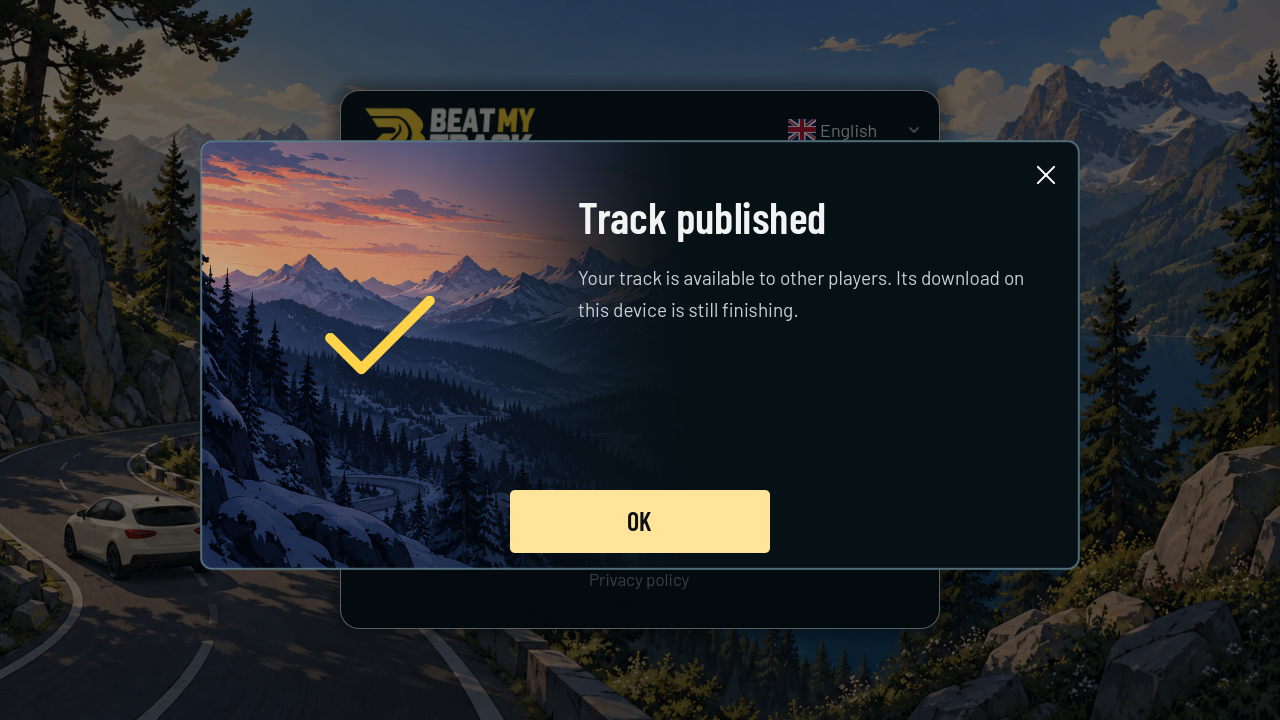 BEAT MY
TRACK
English
Track published
Your track is available to other players. Its download on
this device is still finishing.
OK
Privacy policy